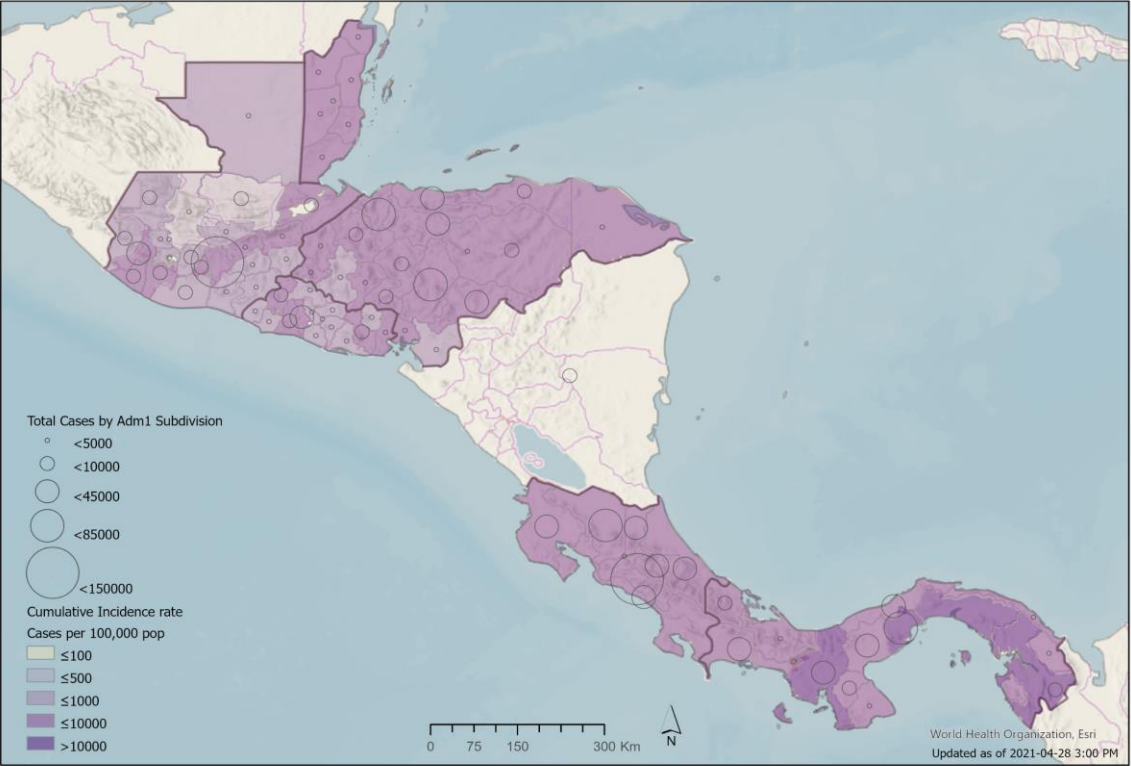 Total Cases by Adm1 Subdivision
<5000
<10000
<45000
<85000
<150000
Cumulative Incidence rate
Cases per 100,000 pop
≤100
≤500
≤1000
≤10000
>10000
0 75 150 300 Km
N
World Health Organization, Esri
Updated as of 2021-04-28 3:00 PM